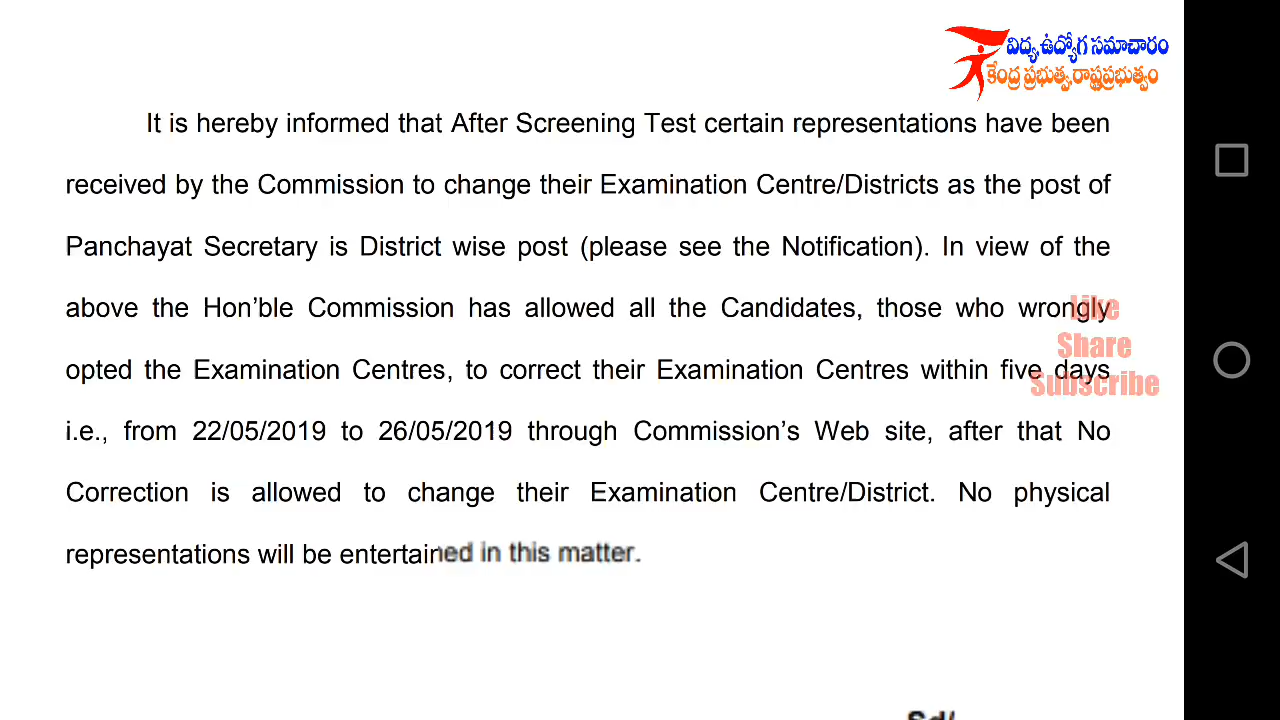 విద్య,ఉద్యోగ సమాచారం
కేంద్ర ప్రభుత్వ,రాష్ట్రప్రభుత్వం
It is hereby informed that After Screening Test certain representations have been
received by the Commission to change their Examination Centre/Districts as the post of
Panchayat Secretary is District wise post (please see the Notification). In view of the
above the Hon’ble Commission has allowed all the Candidates, those who wrongly
opted the Examination Centres, to correct their Examination Centres within five days
i.e., from 22/05/2019 to 26/05/2019 through Commission’s Web site, after that No
Correction is allowed to change their Examination Centre/District. No physical
representations will be entertained in this matter.
Like
Share
Subscribe
Sd/